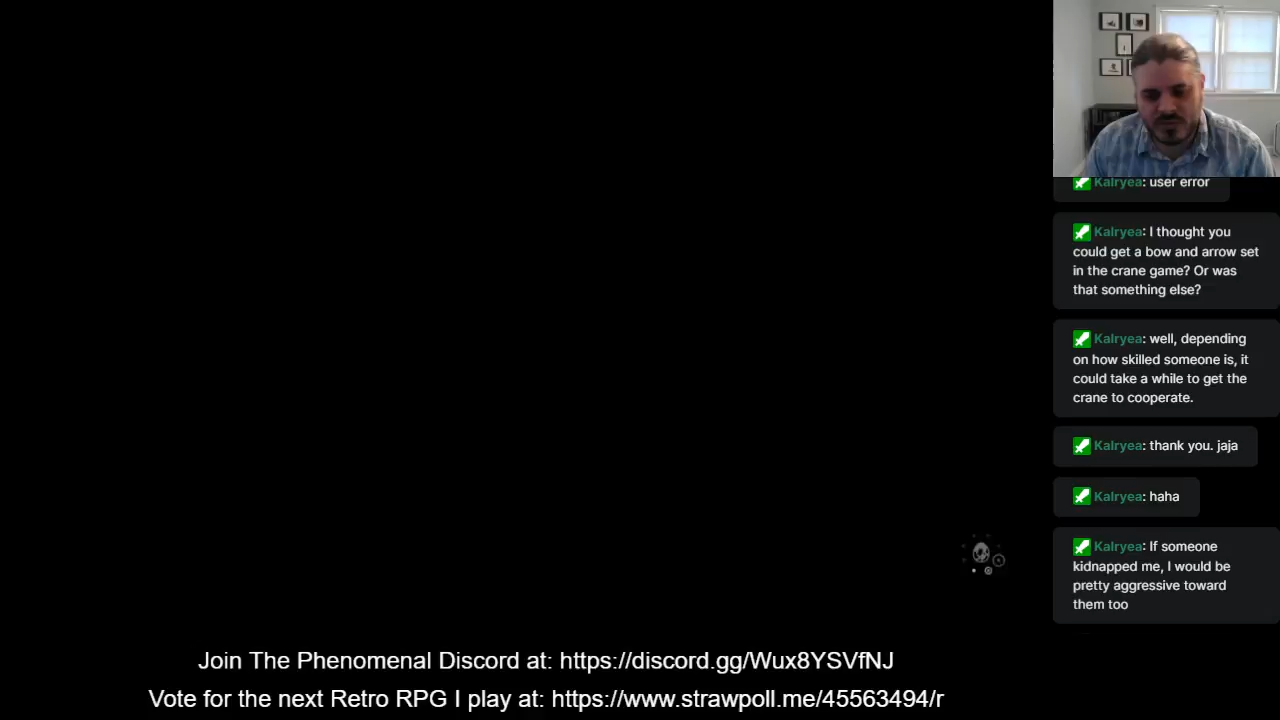 Kalryea: user error
Kalryea: I thought you
could get a bow and arrow set
in the crane game? Or was
that something else?
Kalryea: well, depending
on how skilled someone is, it
could take a while to get the
crane to cooperate.
Kalryea: thank you. jaja
Kalryea: haha
Kalryea: If someone
kidnapped me, I would be
pretty aggressive toward
them too
Join The Phenomenal Discord at: https://discord.gg/Wux8YSVfNJ
Vote for the next Retro RPG I play at: https://www.strawpoll.me/45563494/r